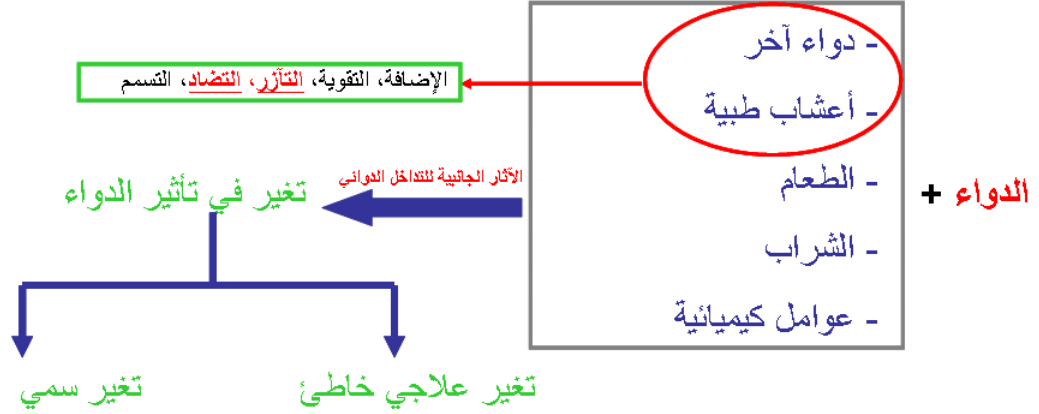 الدواء +
- دواء آخر
- أعشاب طبية
- الطعام
- الشراب
- عوامل كيميائية
الإضافة، التقوية، التآزر، التضاد، التسمم
الآثار الجانبية للتداخل الدوائي
تغير في تأثير الدواء
تغير علاجي خاطئ
تغير سمي